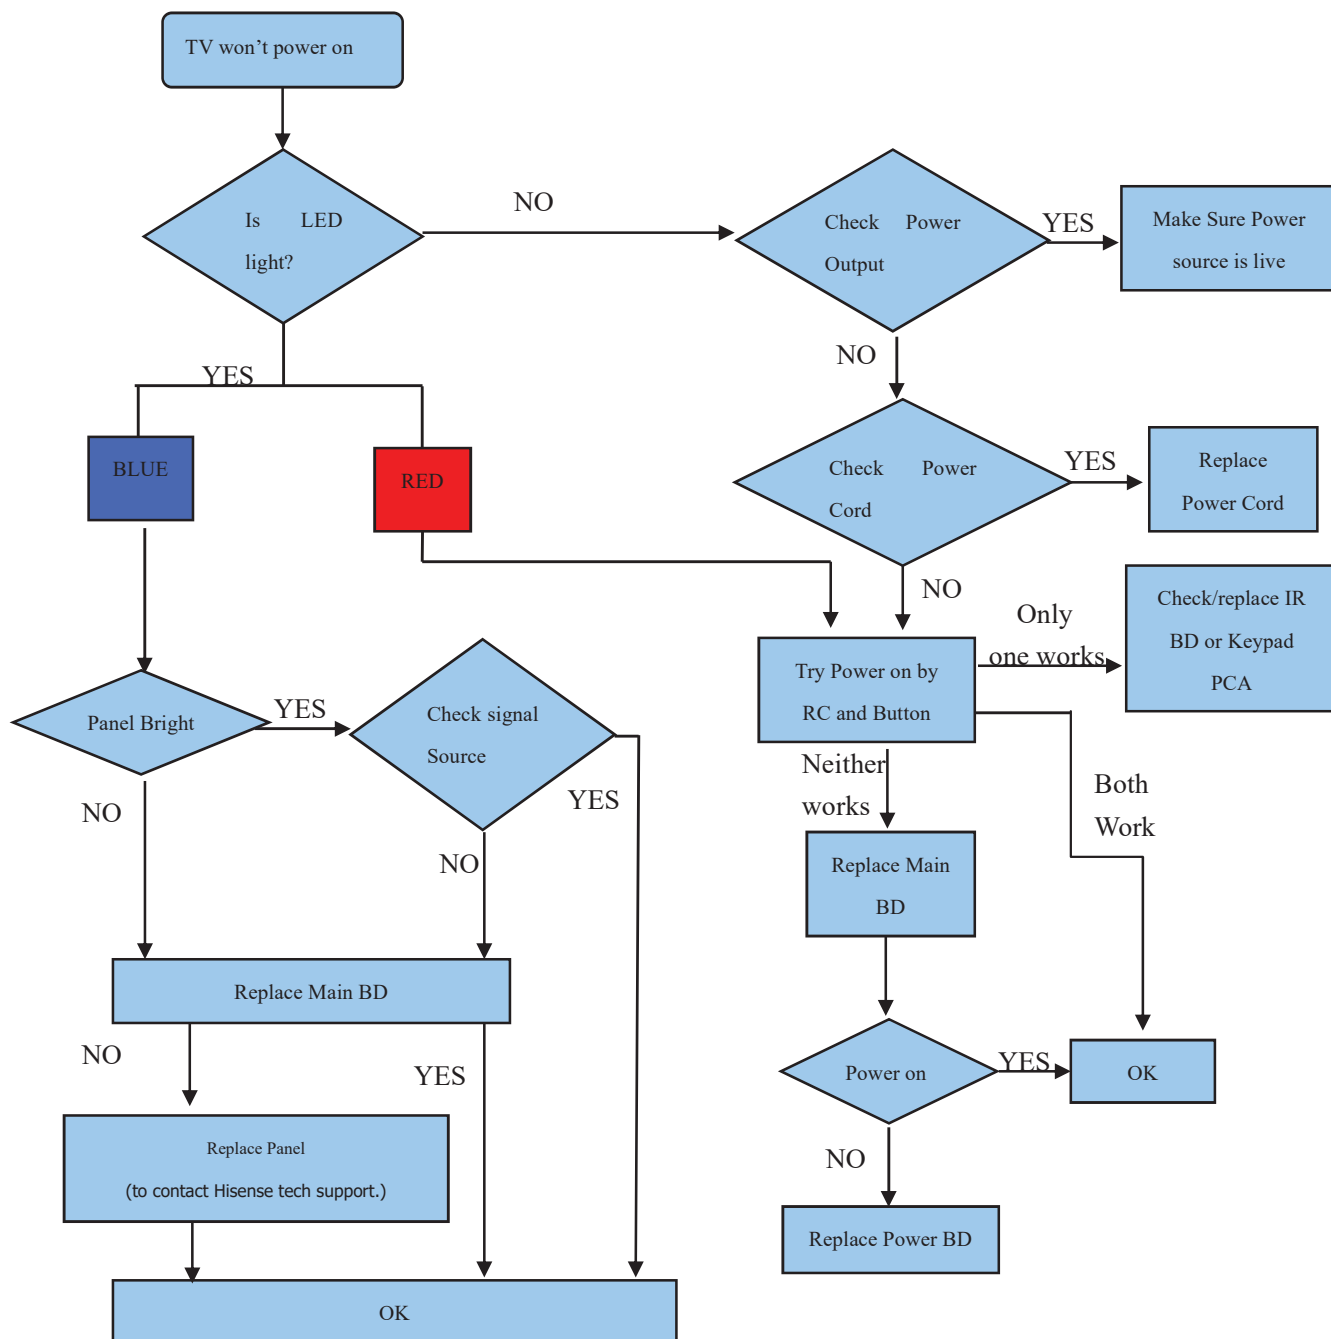 TV won’t power on
Is LED
light?
NO
Check Power
Output
YES
Make Sure Power
source is live
YES
NO
BLUE
RED
Check Power
Cord
YES
Replace
Power Cord
NO
Only
one works
Check/replace IR
BD or Keypad
PCA
Try Power on by
RC and Button
Panel Bright
YES
Check signal
Source
YES
NO
NO
Neither
works
Both
Work
Replace Main
BD
Replace Main BD
NO
YES
Power on
YES
OK
NO
Replace Panel
(to contact Hisense tech support.)
Replace Power BD
OK